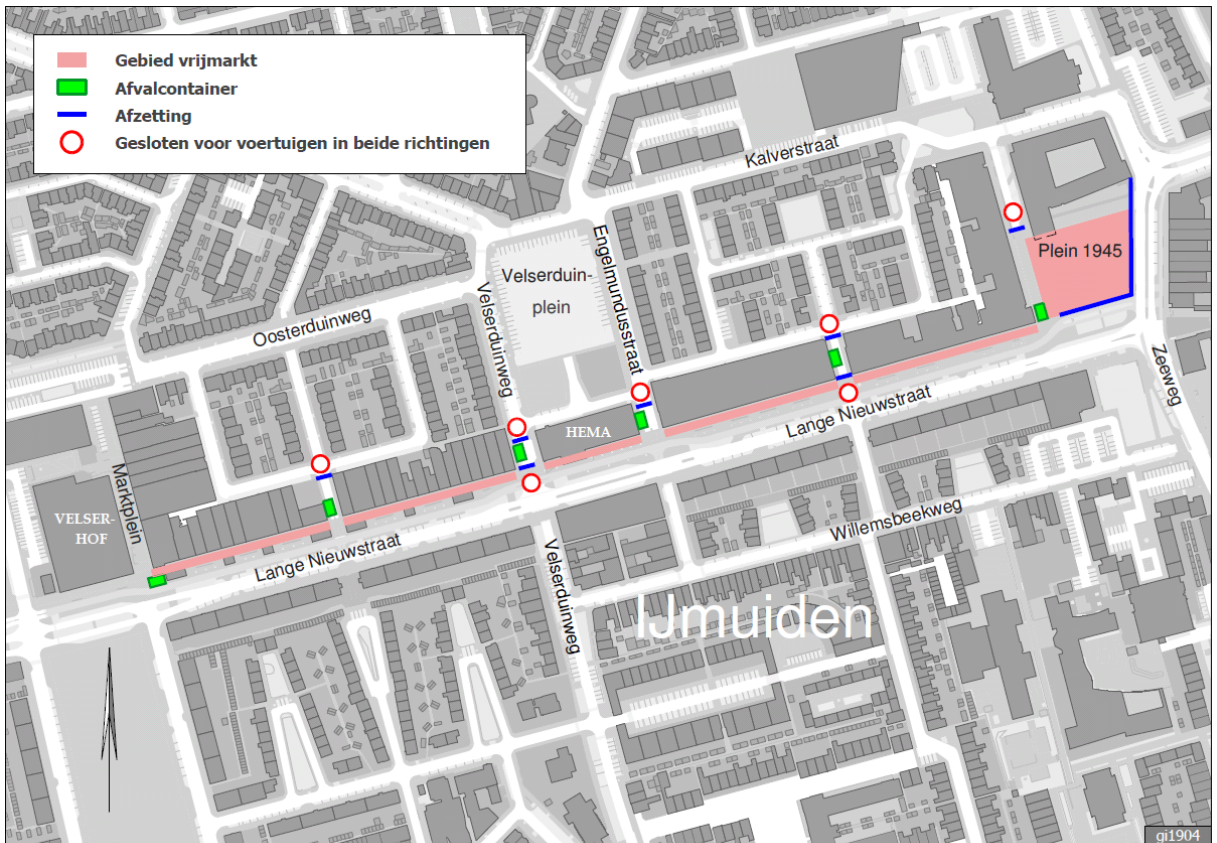 Gebied vrijmarkt
Afvalcontainer
Afzetting
Gesloten voor voertuigen in beide richtingen
Kalverstraat
Engelmundusstraat
Plein 1945
Velserduin-
plein
Velserduinweg
Oosterduinweg
Zeeweg
Lange Nieuwstraat
HEMA
Marktplein
VELSER-
HOF
Willemsbeekweg
Lange Nieuwstraat
Velserduinweg
IJmuiden
gi1904